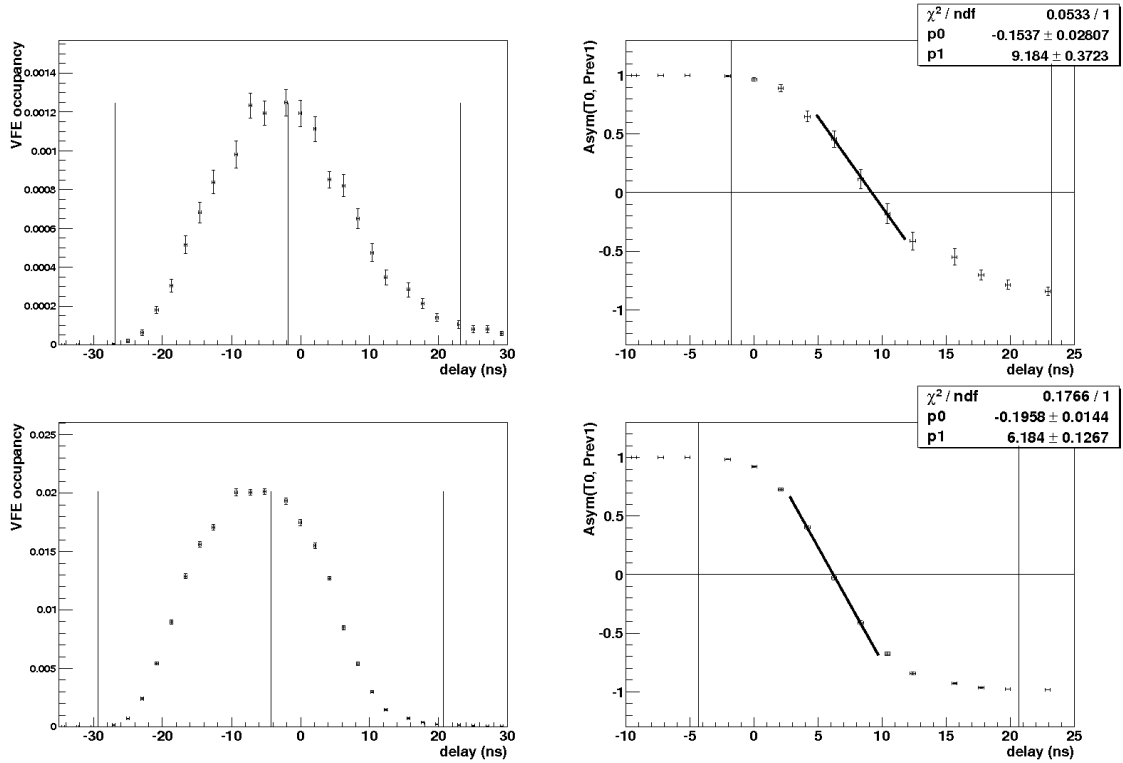 VFE occupancy
0.0014
0.0012
0.001
0.0008
0.0006
0.0004
0.0002
0
-30 -20 -10 0 10 20 30
delay (ns)
χ² / ndf 0.0533 / 1
p0 -0.1537 ± 0.02807
p1 9.184 ± 0.3723
Asym(T0, Prev1)
1
0.5
0
-0.5
-1
-10 -5 0 5 10 15 20 25
delay (ns)
VFE occupancy
0.025
0.02
0.015
0.01
0.005
0
-30 -20 -10 0 10 20 30
delay (ns)
χ² / ndf 0.1766 / 1
p0 -0.1958 ± 0.0144
p1 6.184 ± 0.1267
Asym(T0, Prev1)
1
0.5
0
-0.5
-1
-10 -5 0 5 10 15 20 25
delay (ns)